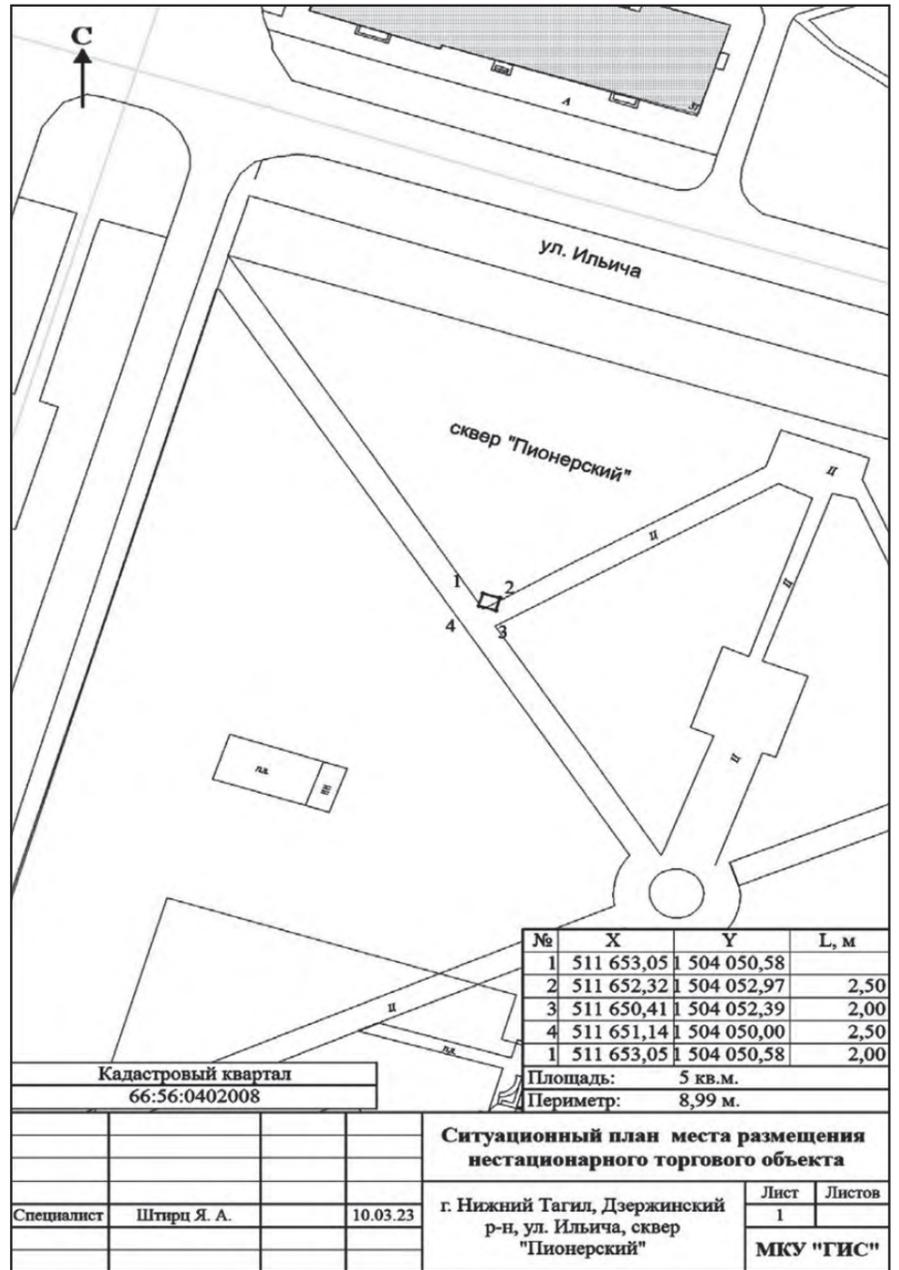 С
А
ул. Ильича
сквер "Пионерский"
Ц
Ц
Ц
1
2
4
3
Ц
пл.
№ X Y L, м
1 511 653,05 1 504 050,58
2 511 652,32 1 504 052,97 2,50
3 511 650,41 1 504 052,39 2,00
4 511 651,14 1 504 050,00 2,50
1 511 653,05 1 504 050,58 2,00
Ц
пл.
Площадь: 5 кв.м.
Периметр: 8,99 м.
Кадастровый квартал
66:56:0402008
Ситуационный план места размещения
нестационарного торгового объекта
Специалист Штирц Я. А. 10.03.23
г. Нижний Тагил, Дзержинский
р-н, ул. Ильича, сквер
"Пионерский"
Лист Листов
1
МКУ "ГИС"